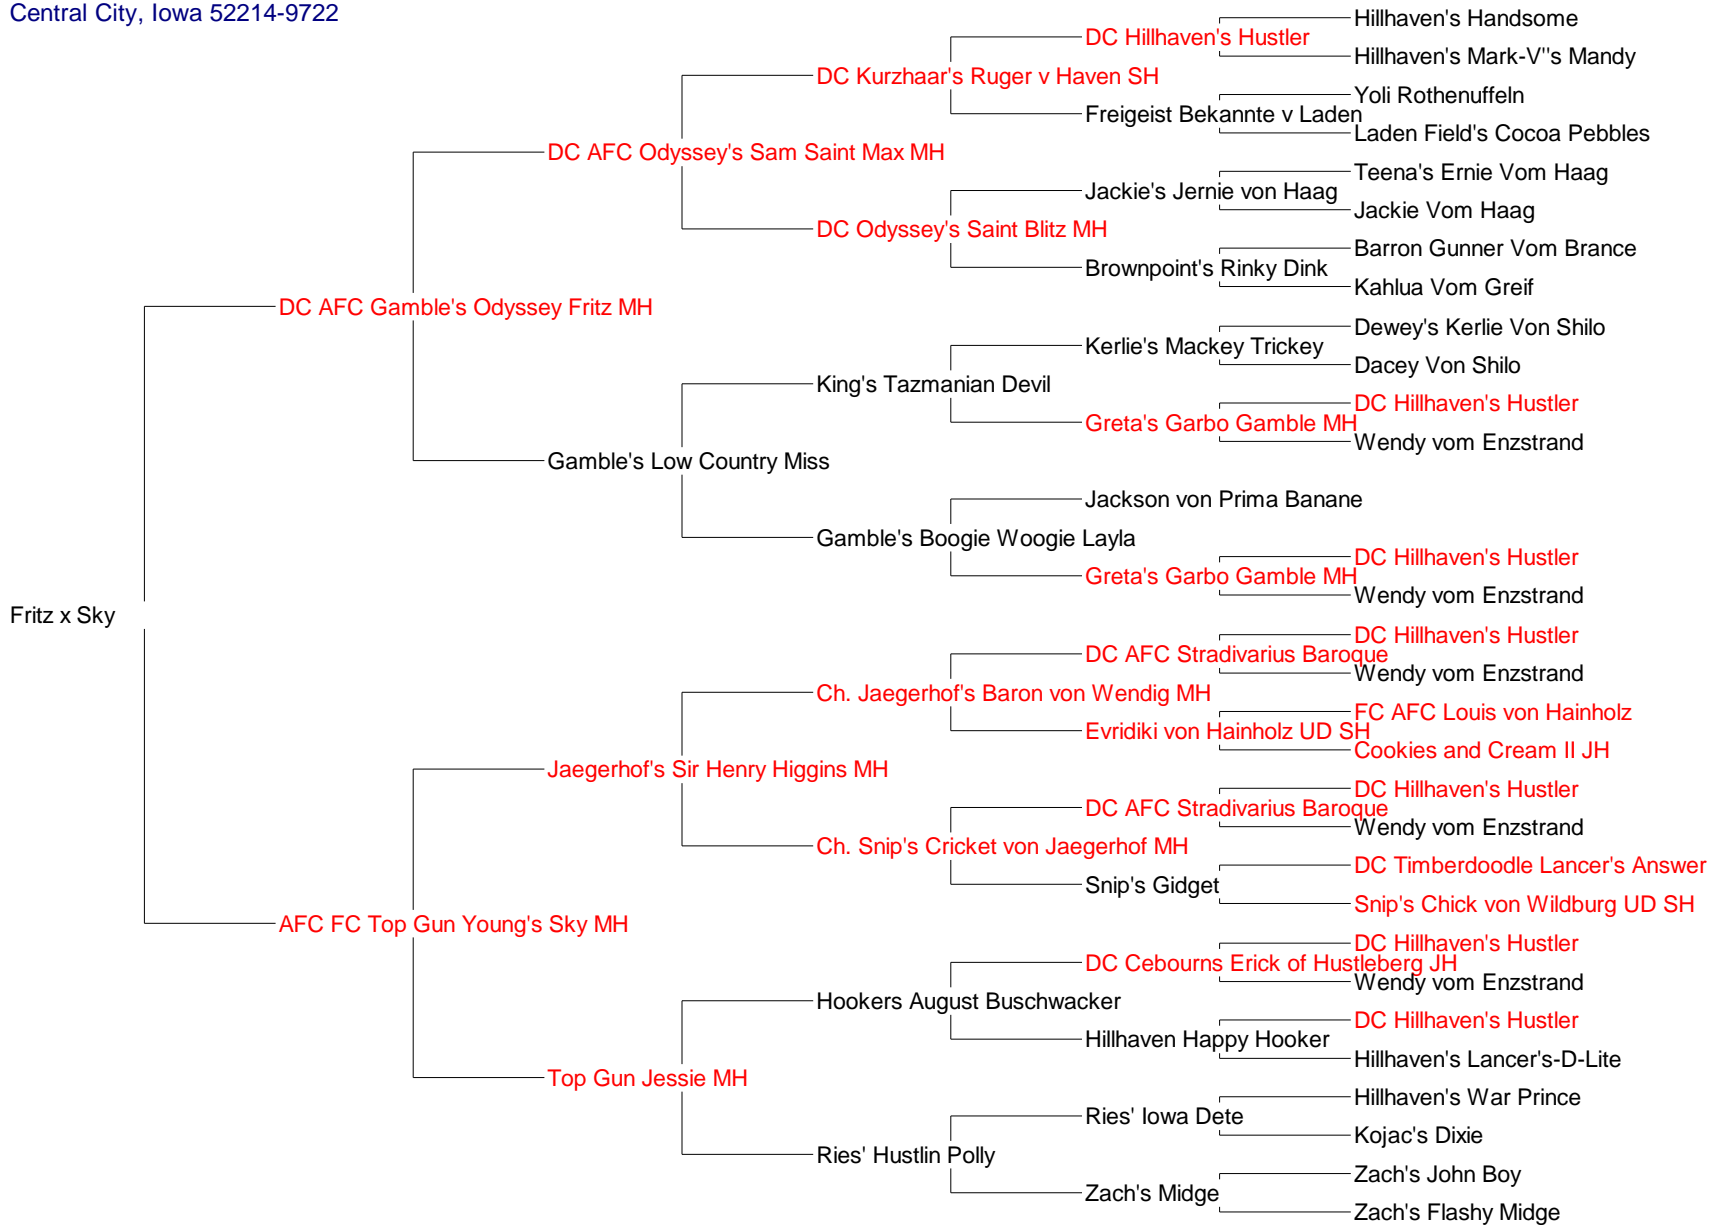 Central City, Iowa 52214-9722
Hillhaven's Handsome
DC Hillhaven's Hustler
Hillhaven's Mark-V"s Mandy
DC Kurzhaar's Ruger v Haven SH
Yoli Rothenuffeln
Freigeist Bekannte v Laden
Laden Field's Cocoa Pebbles
DC AFC Odyssey's Sam Saint Max MH
Teena's Ernie Vom Haag
Jackie's Jernie von Haag
Jackie Vom Haag
DC Odyssey's Saint Blitz MH
Barron Gunner Vom Brance
Brownpoint's Rinky Dink
Kahlua Vom Greif
DC AFC Gamble's Odyssey Fritz MH
Dewey's Kerlie Von Shilo
Kerlie's Mackey Trickey
Dacey Von Shilo
King's Tazmanian Devil
DC Hillhaven's Hustler
Greta's Garbo Gamble MH
Wendy vom Enzstrand
Gamble's Low Country Miss
Jackson von Prima Banane
Gamble's Boogie Woogie Layla
DC Hillhaven's Hustler
Greta's Garbo Gamble MH
Wendy vom Enzstrand
Fritz x Sky
DC Hillhaven's Hustler
DC AFC Stradivarius Baroque
Wendy vom Enzstrand
Ch. Jaegerhof's Baron von Wendig MH
FC AFC Louis von Hainholz
Evridiki von Hainholz UD SH
Cookies and Cream II JH
Jaegerhof's Sir Henry Higgins MH
DC Hillhaven's Hustler
DC AFC Stradivarius Baroque
Wendy vom Enzstrand
Ch. Snip's Cricket von Jaegerhof MH
DC Timberdoodle Lancer's Answer
Snip's Gidget
Snip's Chick von Wildburg UD SH
AFC FC Top Gun Young's Sky MH
DC Hillhaven's Hustler
DC Cebourns Erick of Hustleberg JH
Wendy vom Enzstrand
Hookers August Buschwacker
DC Hillhaven's Hustler
Hillhaven Happy Hooker
Hillhaven's Lancer's-D-Lite
Top Gun Jessie MH
Hillhaven's War Prince
Ries' Iowa Dete
Kojac's Dixie
Ries' Hustlin Polly
Zach's John Boy
Zach's Midge
Zach's Flashy Midge